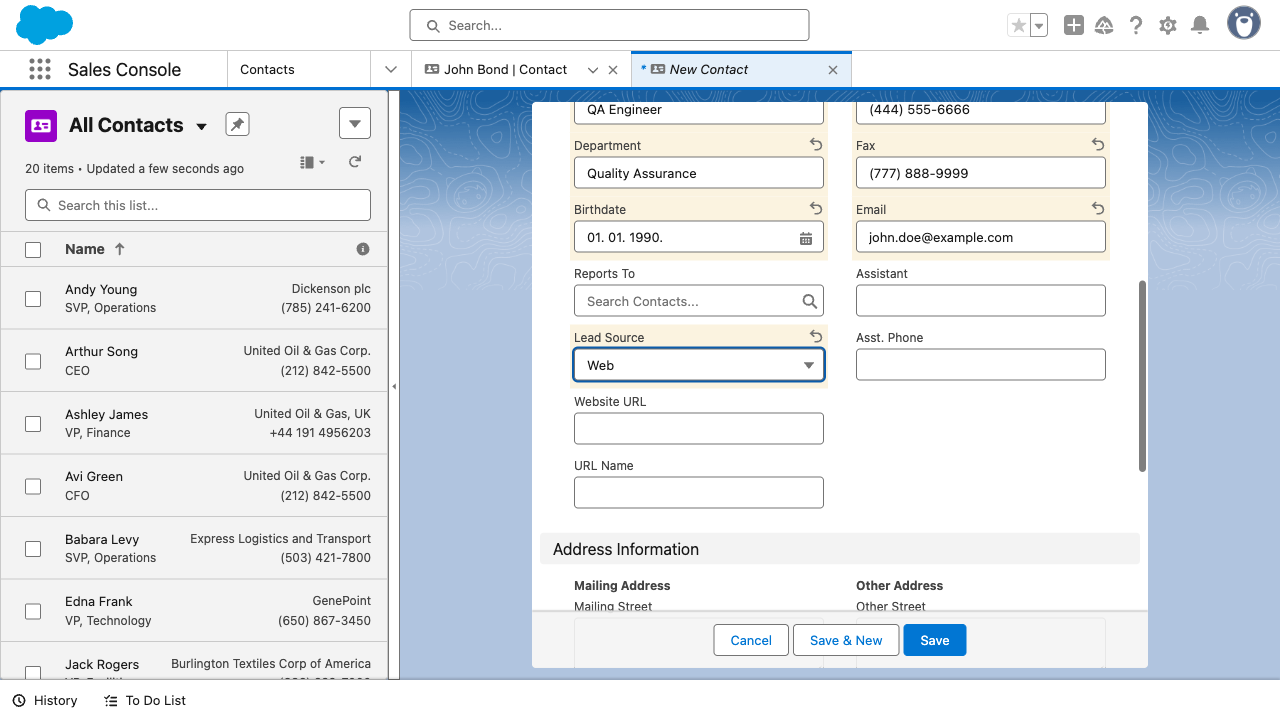 Search...
Sales Console
Contacts
John Bond | Contact
* New Contact
All Contacts
20 items • Updated a few seconds ago
Search this list...
Name
Andy Young
Dickenson plc
SVP, Operations
(785) 241-6200
Arthur Song
United Oil & Gas Corp.
CEO
(212) 842-5500
Ashley James
United Oil & Gas, UK
VP, Finance
+44 191 4956203
Avi Green
United Oil & Gas Corp.
CFO
(212) 842-5500
Babara Levy
Express Logistics and Transport
SVP, Operations
(503) 421-7800
Edna Frank
GenePoint
VP, Technology
(650) 867-3450
Jack Rogers
Burlington Textiles Corp of America
QA Engineer
(444) 555-6666
Department
Fax
Quality Assurance
(777) 888-9999
Birthdate
Email
01. 01. 1990.
john.doe@example.com
Reports To
Assistant
Search Contacts...
Lead Source
Asst. Phone
Web
Website URL
URL Name
Address Information
Mailing Address
Other Address
Mailing Street
Other Street
Cancel
Save & New
Save
History
To Do List